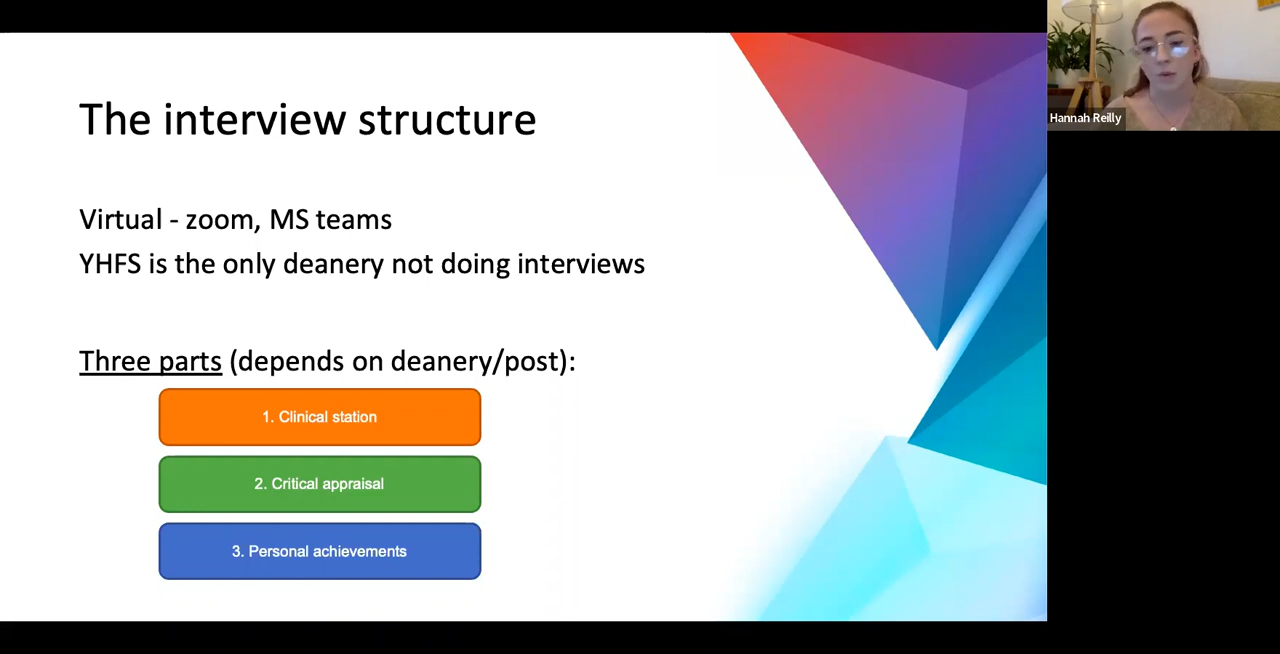 The interview structure
Virtual - zoom, MS teams
YHFS is the only deanery not doing interviews
Three parts (depends on deanery/post):
1. Clinical station
2. Critical appraisal
3. Personal achievements
Hannah Reilly